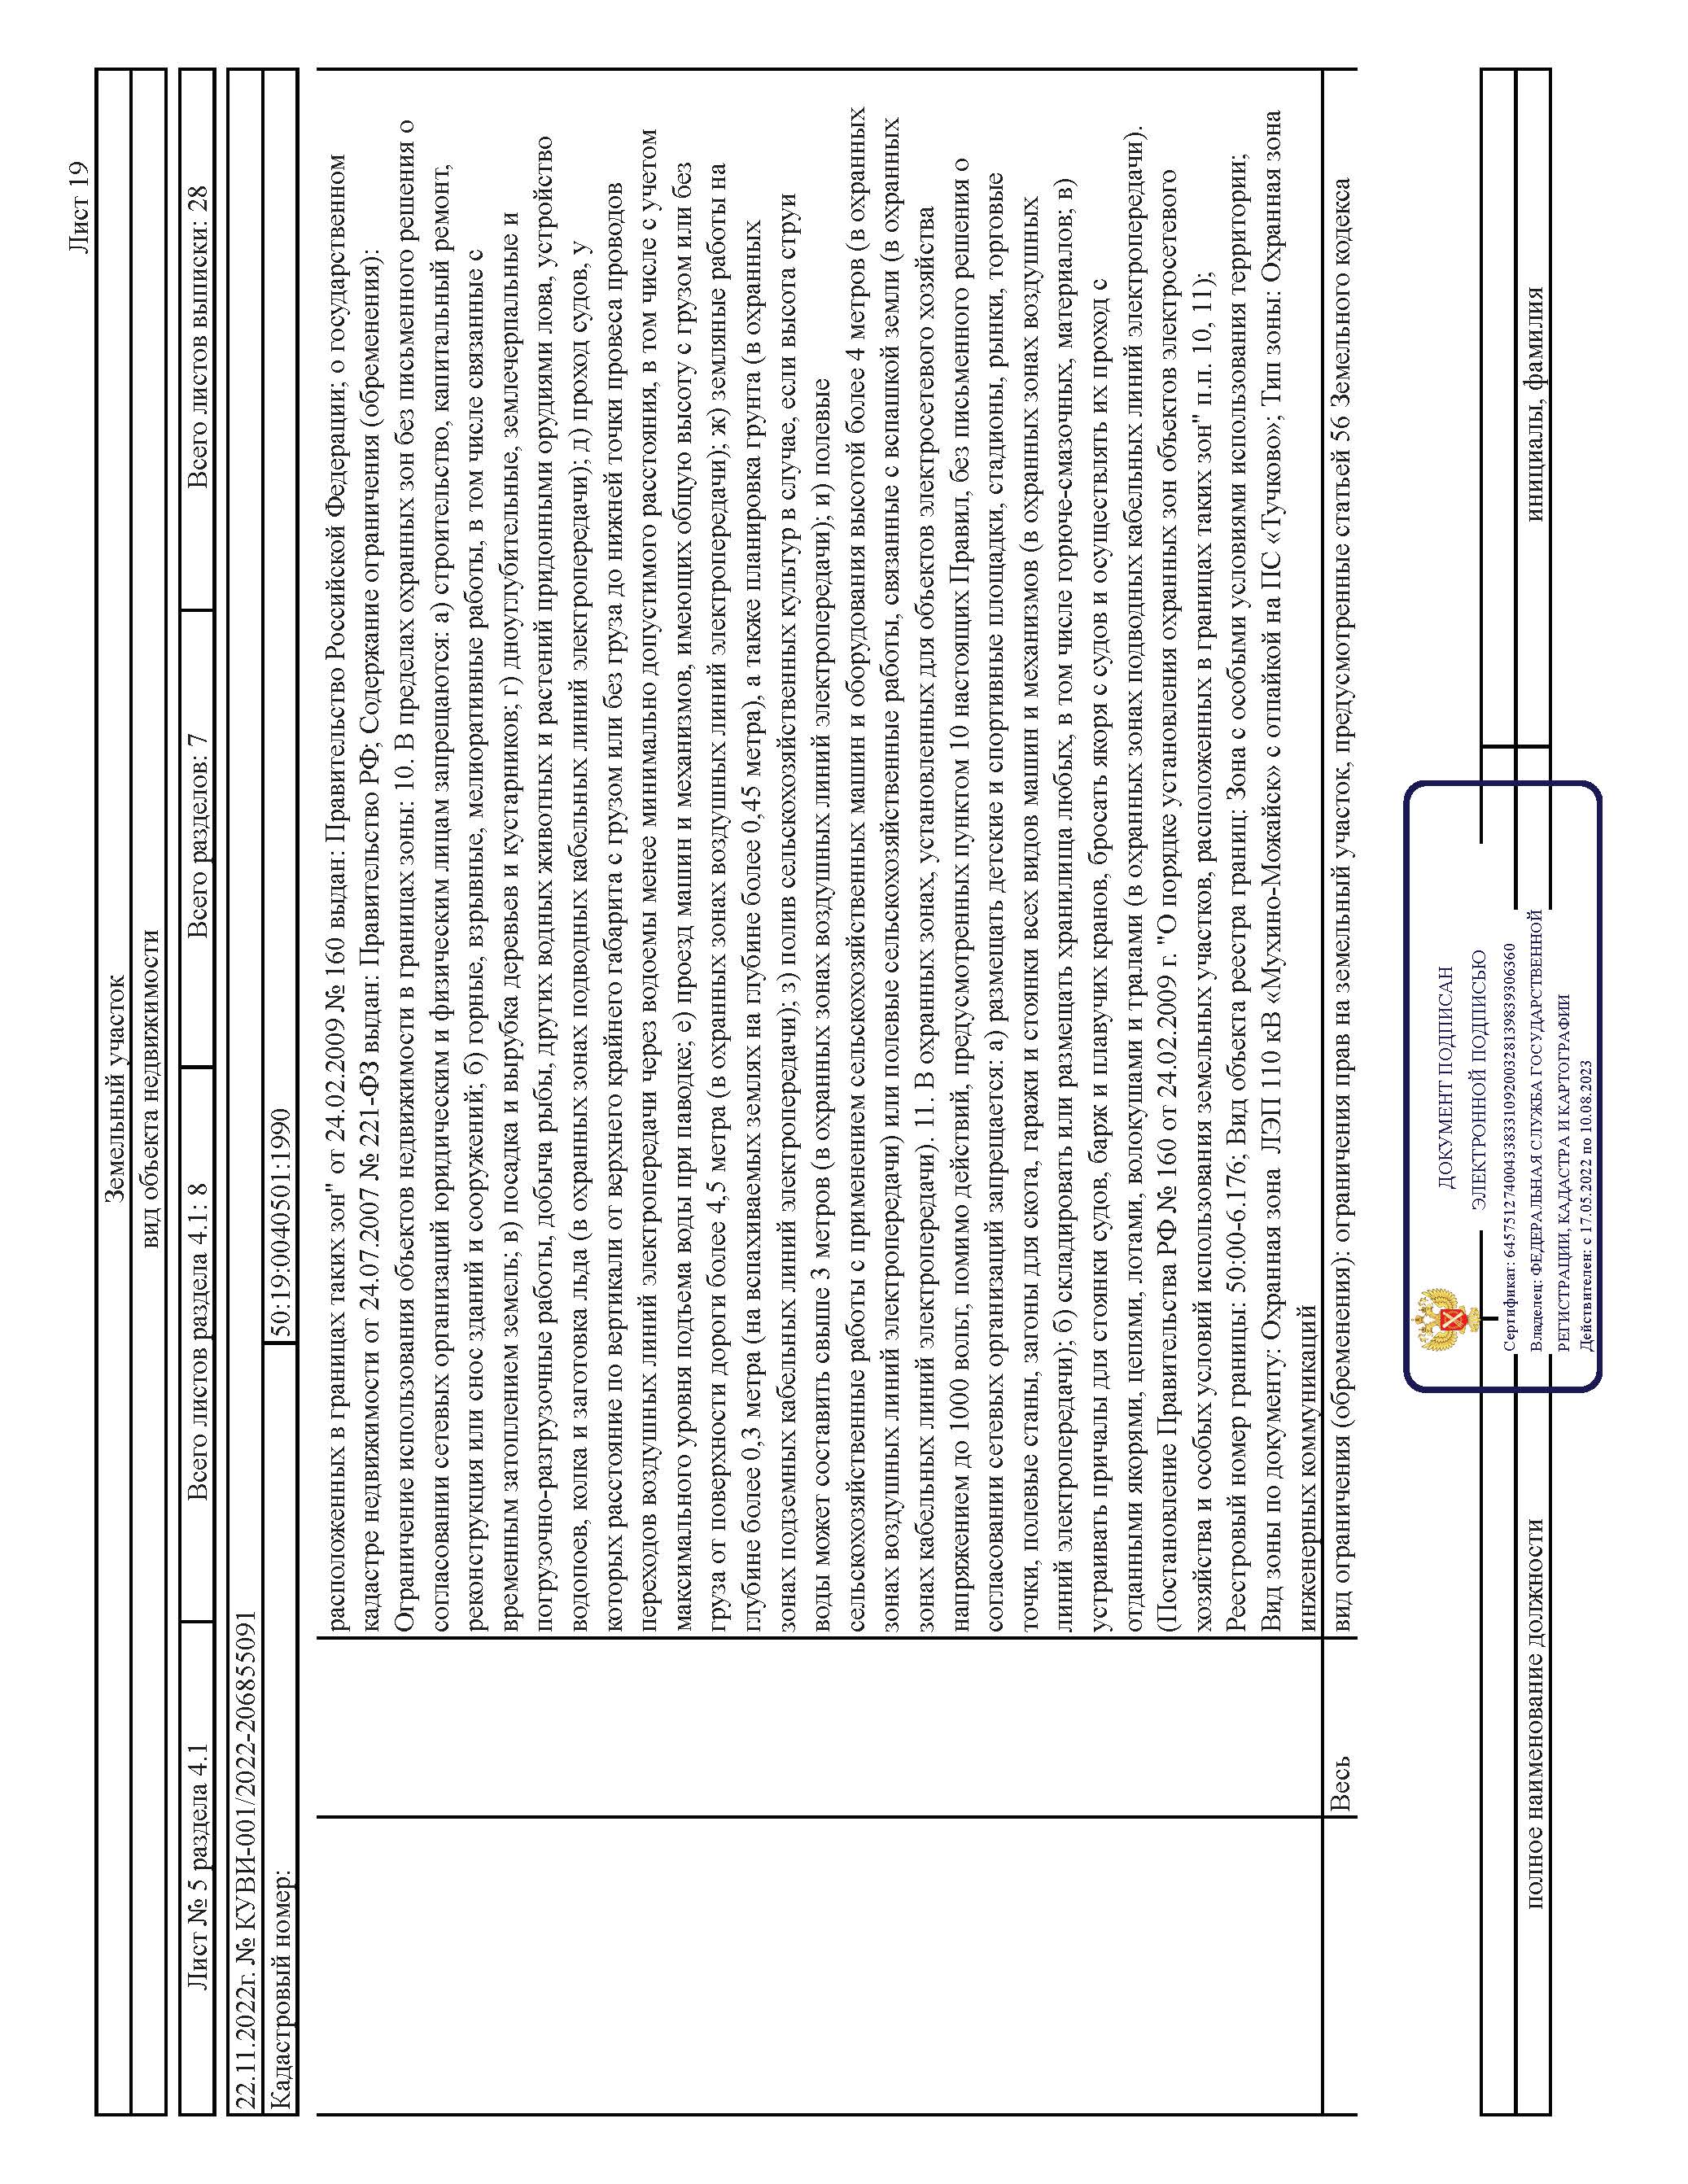 Лист 19
Земельный участок
вид объекта недвижимости
Лист № 5 раздела 4.1 Всего листов раздела 4.1: 8 Всего разделов: 7 Всего листов выписки: 28
22.11.2022г. № КУВИ-001/2022-206855091
Кадастровый номер: 50:19:0040501:1990
расположенных в границах таких зон" от 24.02.2009 № 160 выдан: Правительство Российской Федерации; о государственном
кадастре недвижимости от 24.07.2007 № 221-ФЗ выдан: Правительство РФ; Содержание ограничения (обременения):
Ограничение использования объектов недвижимости в границах зоны: 10. В пределах охранных зон без письменного решения о
согласовании сетевых организаций юридическим и физическим лицам запрещаются: а) строительство, капитальный ремонт,
реконструкция или снос зданий и сооружений; б) горные, взрывные, мелиоративные работы, в том числе связанные с
временным затоплением земель; в) посадка и вырубка деревьев и кустарников; г) дноуглубительные, землечерпальные и
погрузочно-разгрузочные работы, добыча рыбы, других водных животных и растений придонными орудиями лова, устройство
водопоев, колка и заготовка льда (в охранных зонах подводных кабельных линий электропередачи); д) проход судов, у
которых расстояние по вертикали от верхнего крайнего габарита с грузом или без груза до нижней точки провеса проводов
переходов воздушных линий электропередачи через водоемы менее минимально допустимого расстояния, в том числе с учетом
максимального уровня подъема воды при паводке; е) проезд машин и механизмов, имеющих общую высоту с грузом или без
груза от поверхности дороги более 4,5 метра (в охранных зонах воздушных линий электропередачи); ж) земляные работы на
глубине более 0,3 метра (на вспахиваемых землях на глубине более 0,45 метра), а также планировка грунта (в охранных
зонах подземных кабельных линий электропередачи); з) полив сельскохозяйственных культур в случае, если высота струи
воды может составить свыше 3 метров (в охранных зонах воздушных линий электропередачи); и) полевые
сельскохозяйственные работы с применением сельскохозяйственных машин и оборудования высотой более 4 метров (в охранных
зонах воздушных линий электропередачи) или полевые сельскохозяйственные работы, связанные с вспашкой земли (в охранных
зонах кабельных линий электропередачи). 11. В охранных зонах, установленных для объектов электросетевого хозяйства
напряжением до 1000 вольт, помимо действий, предусмотренных пунктом 10 настоящих Правил, без письменного решения о
согласовании сетевых организаций запрещается: а) размещать детские и спортивные площадки, стадионы, рынки, торговые
точки, полевые станы, загоны для скота, гаражи и стоянки всех видов машин и механизмов (в охранных зонах воздушных
линий электропередачи); б) складировать или размещать хранилища любых, в том числе горюче-смазочных, материалов; в)
устраивать причалы для стоянки судов, барж и плавучих кранов, бросать якоря с судов и осуществлять их проход с
отданными якорями, цепями, лотами, волокушами и тралами (в охранных зонах подводных кабельных линий электропередачи).
(Постановление Правительства РФ № 160 от 24.02.2009 г. "О порядке установления охранных зон объектов электросетевого
хозяйства и особых условий использования земельных участков, расположенных в границах таких зон" п.п. 10, 11);
Реестровый номер границы: 50:00-6.176; Вид объекта реестра границ: Зона с особыми условиями использования территории;
Вид зоны по документу: Охранная зона ЛЭП 110 кВ «Мухино-Можайск» с отпайкой на ПС «Тучково»; Тип зоны: Охранная зона
инженерных коммуникаций
Весь вид ограничения (обременения): ограничения прав на земельный участок, предусмотренные статьей 56 Земельного кодекса
ДОКУМЕНТ ПОДПИСАН
ЭЛЕКТРОННОЙ ПОДПИСЬЮ
Сертификат: 64575127400433833109200328139839306360
Владелец: ФЕДЕРАЛЬНАЯ СЛУЖБА ГОСУДАРСТВЕННОЙ
РЕГИСТРАЦИИ, КАДАСТРА И КАРТОГРАФИИ
Действителен: с 17.05.2022 по 10.08.2023
полное наименование должности инициалы, фамилия